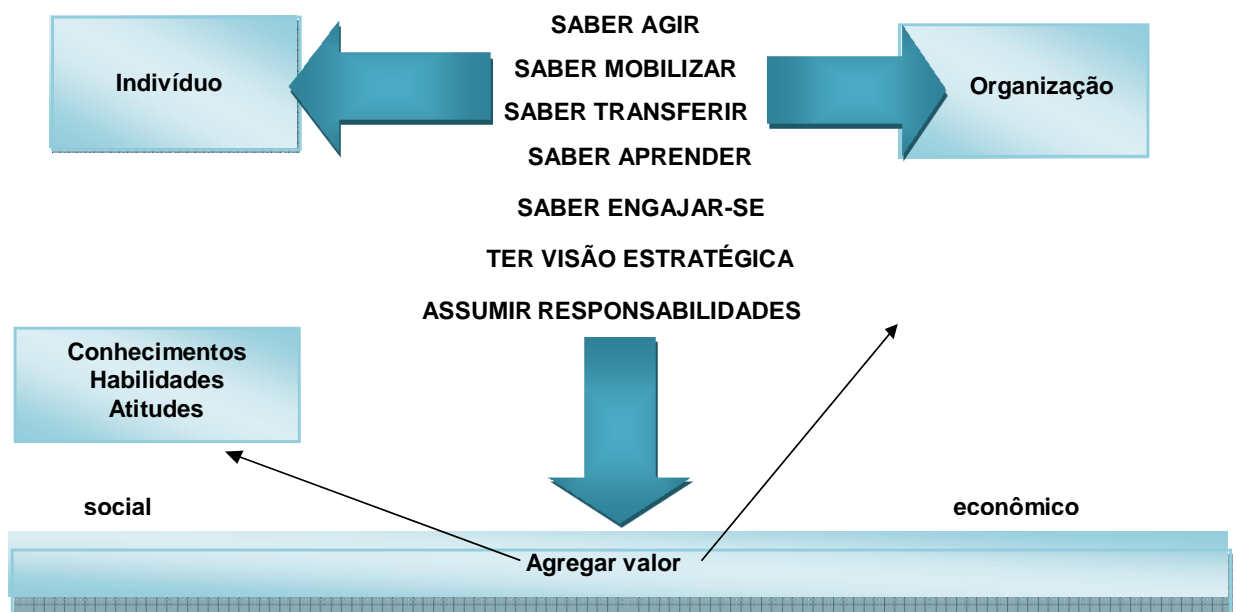 SABER AGIR
Indivíduo
SABER MOBILIZAR
Organização
SABER TRANSFERIR
SABER APRENDER
SABER ENGAJAR-SE
TER VISÃO ESTRATÉGICA
ASSUMIR RESPONSABILIDADES
Conhecimentos
Habilidades
Atitudes
social
econômico
Agregar valor